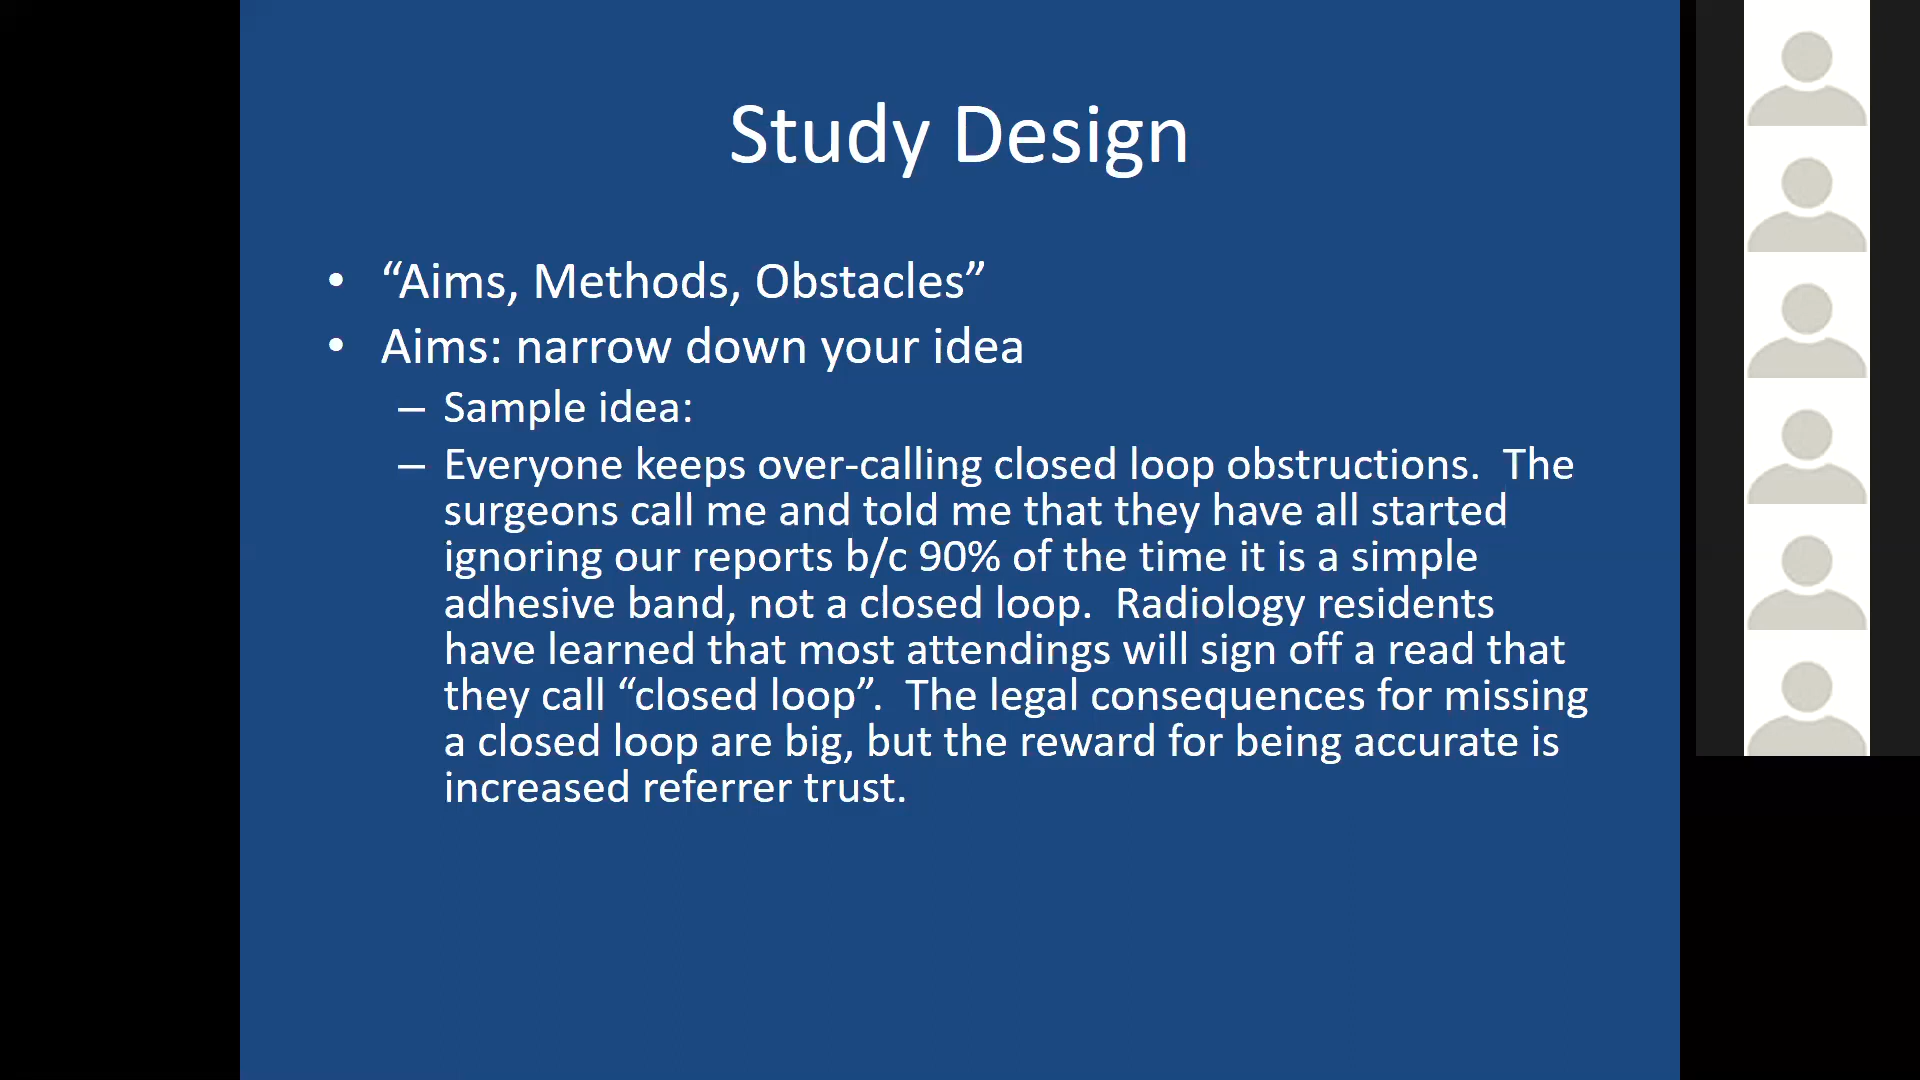 Study Design
• “Aims, Methods, Obstacles”
• Aims: narrow down your idea
– Sample idea:
– Everyone keeps over-calling closed loop obstructions.  The
surgeons call me and told me that they have all started
ignoring our reports b/c 90% of the time it is a simple
adhesive band, not a closed loop.  Radiology residents
have learned that most attendings will sign off a read that
they call “closed loop”.  The legal consequences for missing
a closed loop are big, but the reward for being accurate is
increased referrer trust.